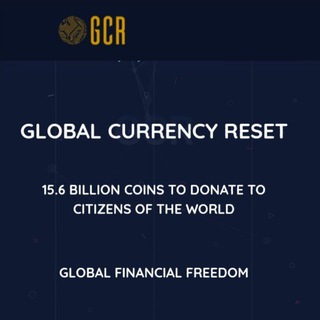 GCR
GLOBAL CURRENCY RESET
15.6 BILLION COINS TO DONATE TO
CITIZENS OF THE WORLD
GLOBAL FINANCIAL FREEDOM